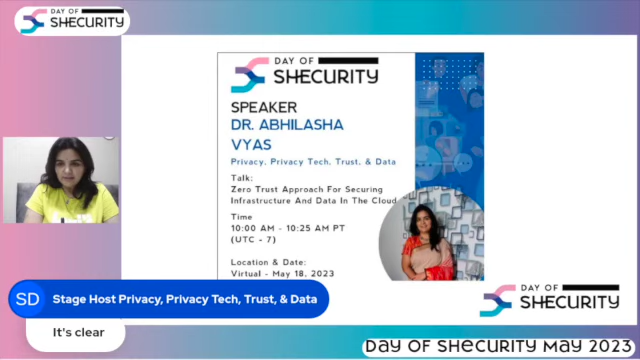 DAY OF
SHECURITY
DAY OF
SHECURITY
SPEAKER
DR. ABHILASHA
VYAS
Privacy, Privacy Tech, Trust, & Data
Talk:
Zero Trust Approach For Securing
Infrastructure And Data In The Cloud
Time
10:00 AM - 10:25 AM PT
(UTC - 7)
Location & Date:
Virtual - May 18, 2023
SD Stage Host Privacy, Privacy Tech, Trust, & Data
It's clear
DAY OF
SHECURITY
Day of Shecurity May 2023